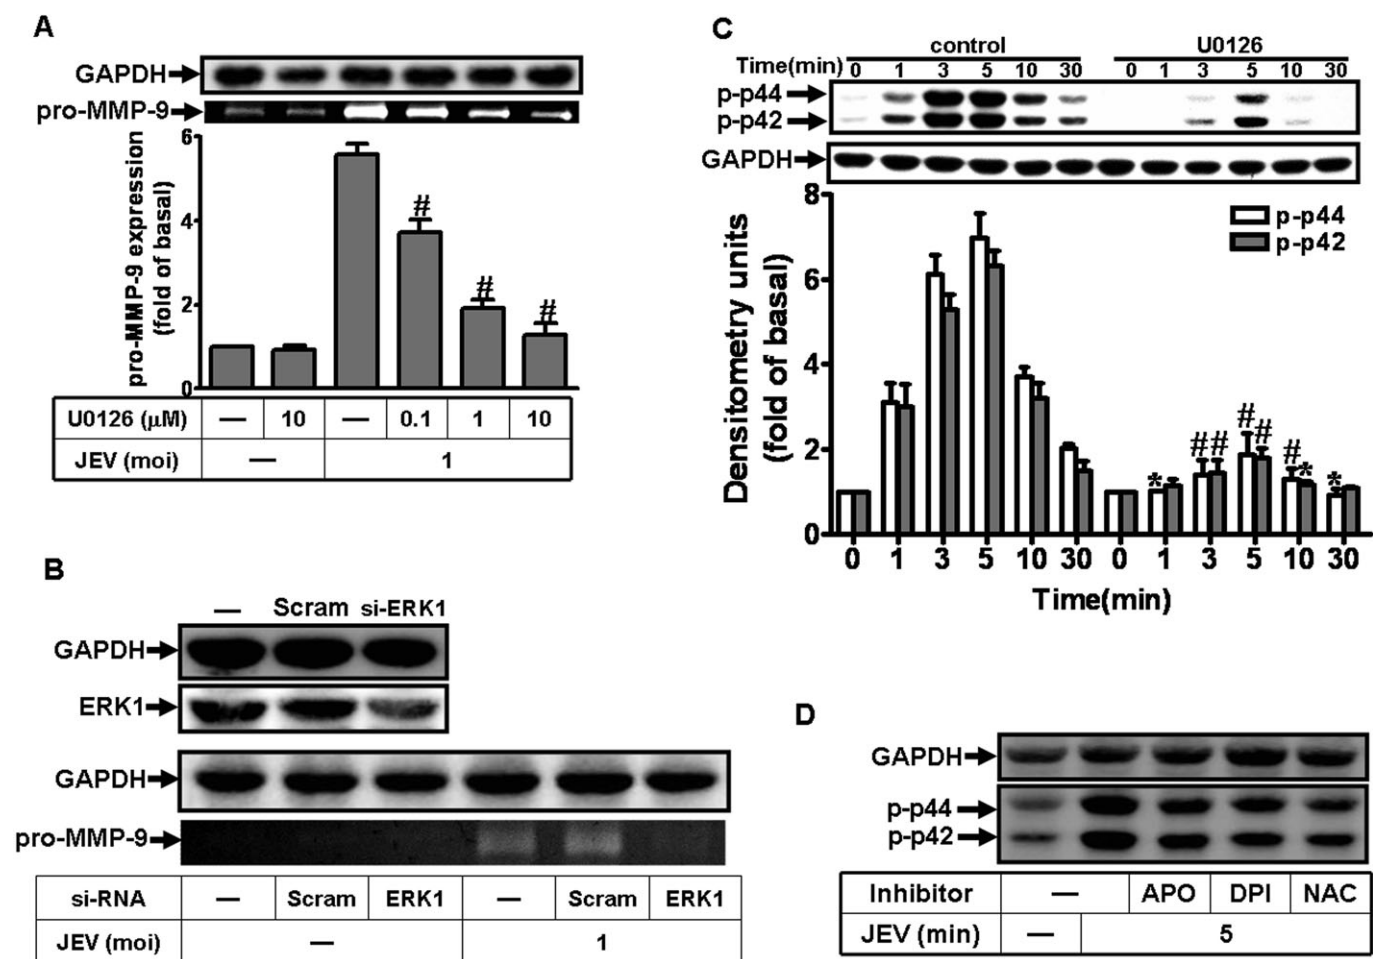 A
GAPDH
pro-MMP-9
pro-MMP-9 expression
(fold of basal)
6
4
2
0
#
#
#
U0126 (μM) — 10 — 0.1 1 10
JEV (moi) — 1
B
— Scram si-ERK1
GAPDH
ERK1
GAPDH
pro-MMP-9
si-RNA — Scram ERK1 — Scram ERK1
JEV (moi) — 1
C
control U0126
Time(min) 0 1 3 5 10 30 0 1 3 5 10 30
p-p44
p-p42
GAPDH
Densitometry units
(fold of basal)
8
6
4
2
0
p-p44
p-p42
* # # # # # * *
0 1 3 5 10 30 0 1 3 5 10 30
Time(min)
D
GAPDH
p-p44
p-p42
Inhibitor — APO DPI NAC
JEV (min) — 5